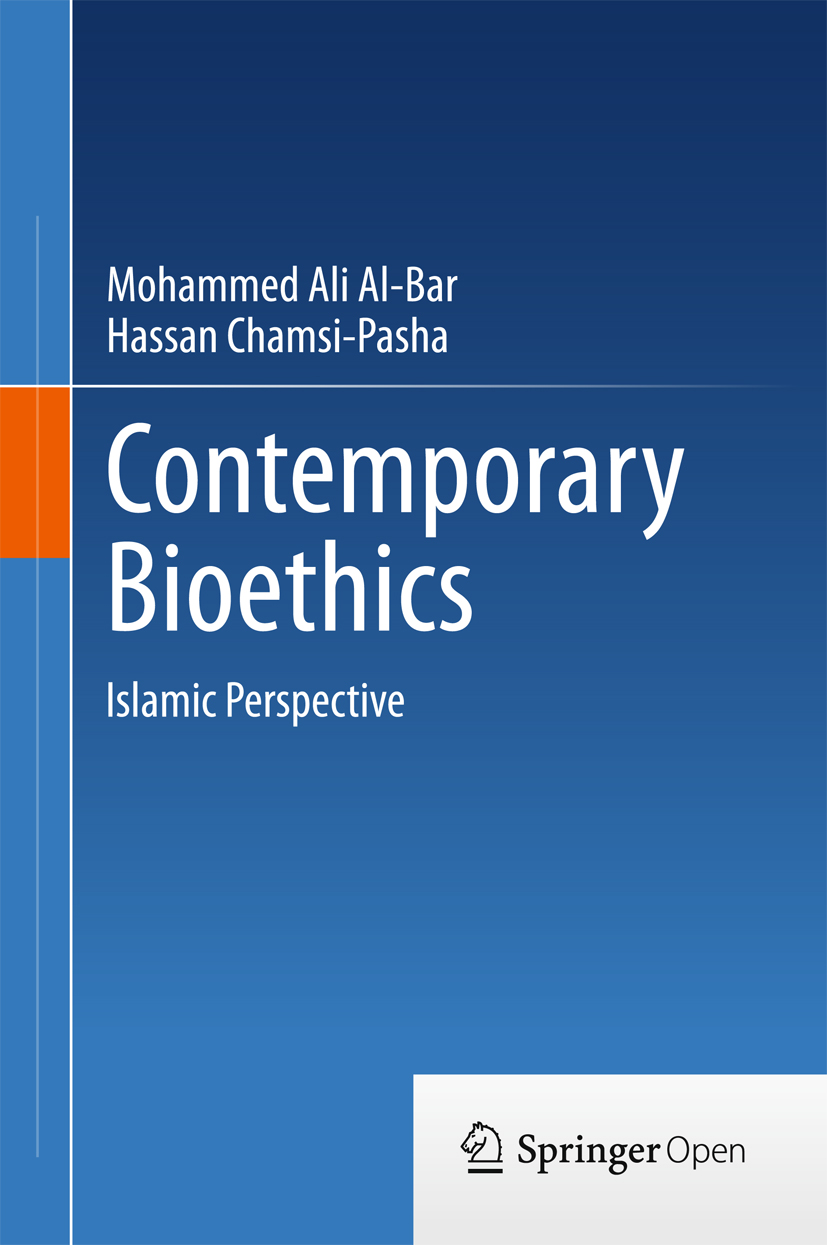 Mohammed Ali Al-Bar
Hassan Chamsi-Pasha
Contemporary
Bioethics
Islamic Perspective
Springer Open